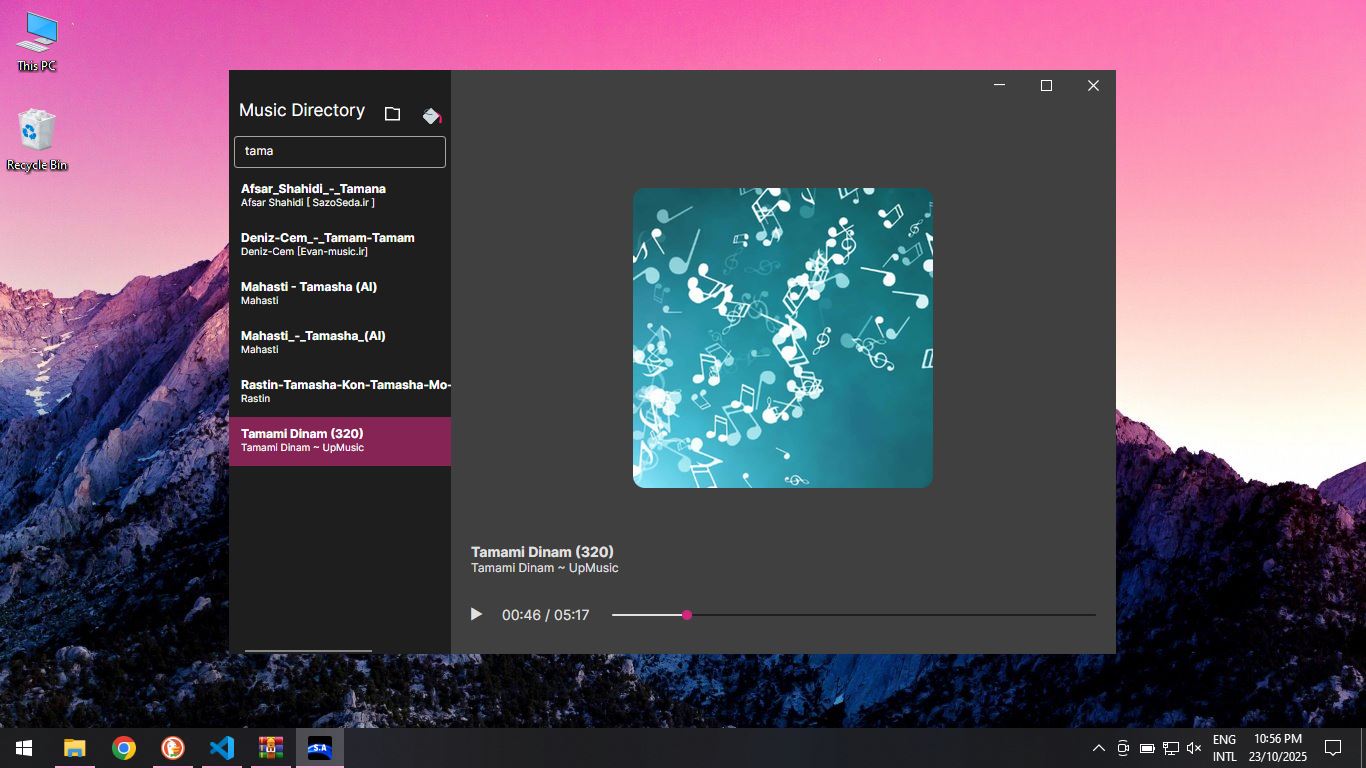 This PC
Recycle Bin
Music Directory
tama
Afsar_Shahidi_-_Tamana
Afsar Shahidi [ SazoSeda.ir ]
Deniz-Cem_-_Tamam-Tamam
Deniz-Cem [Evan-music.ir]
Mahasti - Tamasha (AI)
Mahasti
Mahasti_-_Tamasha_(AI)
Mahasti
Rastin-Tamasha-Kon-Tamasha-Mo-
Rastin
Tamami Dinam (320)
Tamami Dinam ~ UpMusic
Tamami Dinam (320)
Tamami Dinam ~ UpMusic
00:46 / 05:17
S.A
ENG
INTL
10:56 PM
23/10/2025